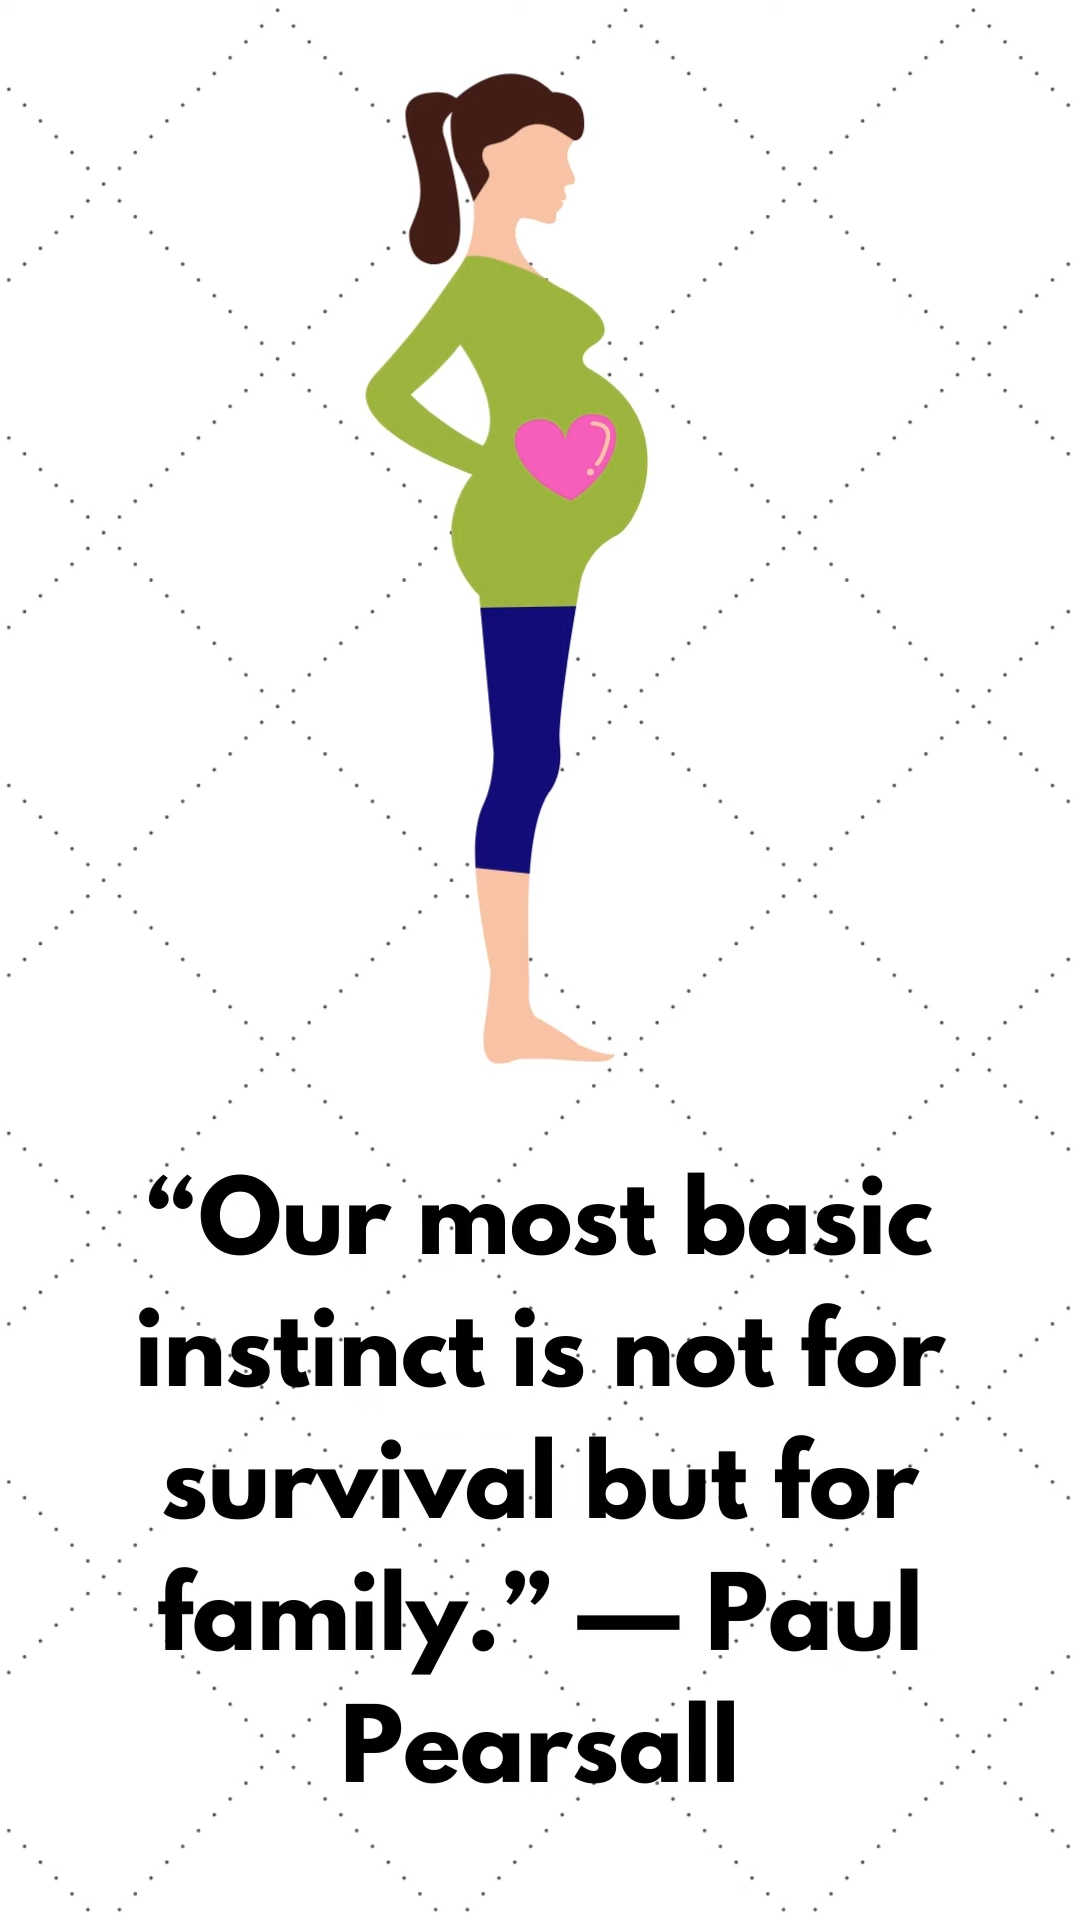 “Our most basic
instinct is not for
survival but for
family.” — Paul
Pearsall